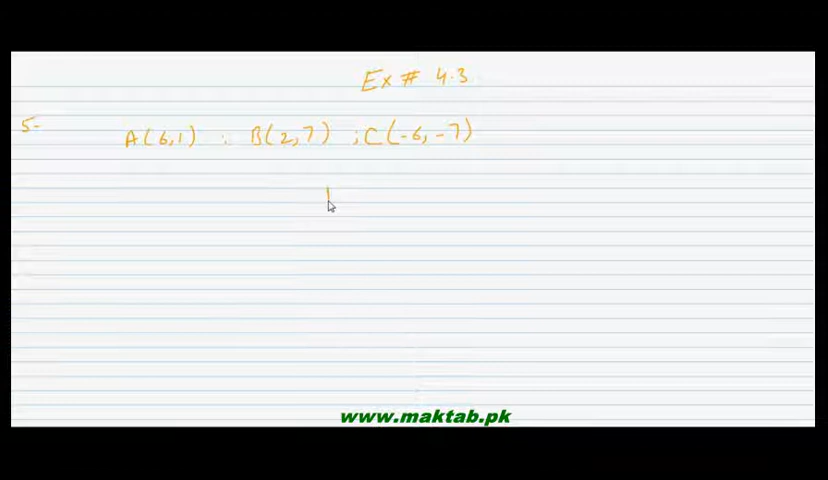 Ex # 4.3
5- A(6,1) : B(2,7) ; C(-6,-7)
www.maktab.pk